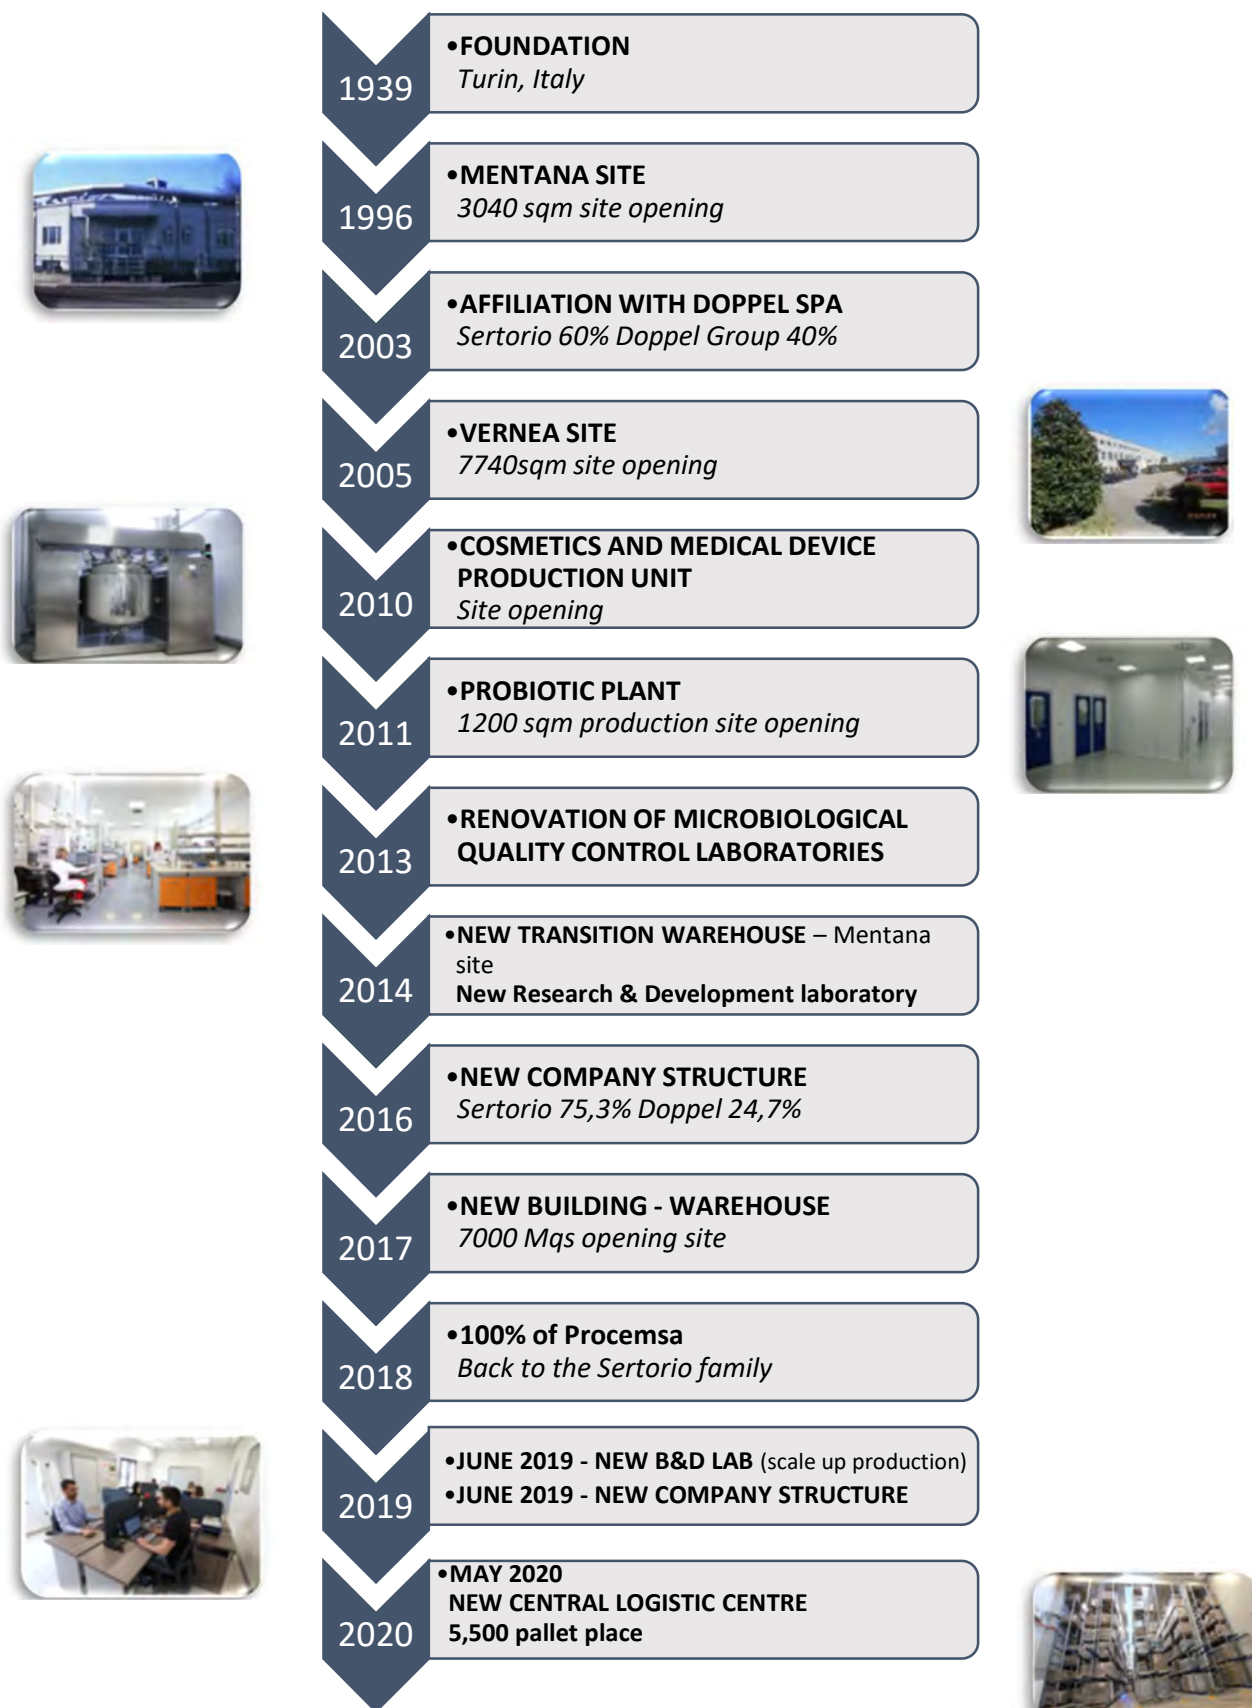 1939
•FOUNDATION
Turin, Italy
1996
•MENTANA SITE
3040 sqm site opening
2003
•AFFILIATION WITH DOPPEL SPA
Sertorio 60% Doppel Group 40%
2005
•VERNEA SITE
7740sqm site opening
2010
•COSMETICS AND MEDICAL DEVICE
PRODUCTION UNIT
Site opening
2011
•PROBIOTIC PLANT
1200 sqm production site opening
2013
•RENOVATION OF MICROBIOLOGICAL
QUALITY CONTROL LABORATORIES
2014
•NEW TRANSITION WAREHOUSE – Mentana
site
New Research & Development laboratory
2016
•NEW COMPANY STRUCTURE
Sertorio 75,3% Doppel 24,7%
2017
•NEW BUILDING - WAREHOUSE
7000 Mqs opening site
2018
•100% of Procemsa
Back to the Sertorio family
2019
•JUNE 2019 - NEW B&D LAB (scale up production)
•JUNE 2019 - NEW COMPANY STRUCTURE
2020
•MAY 2020
NEW CENTRAL LOGISTIC CENTRE
5,500 pallet place